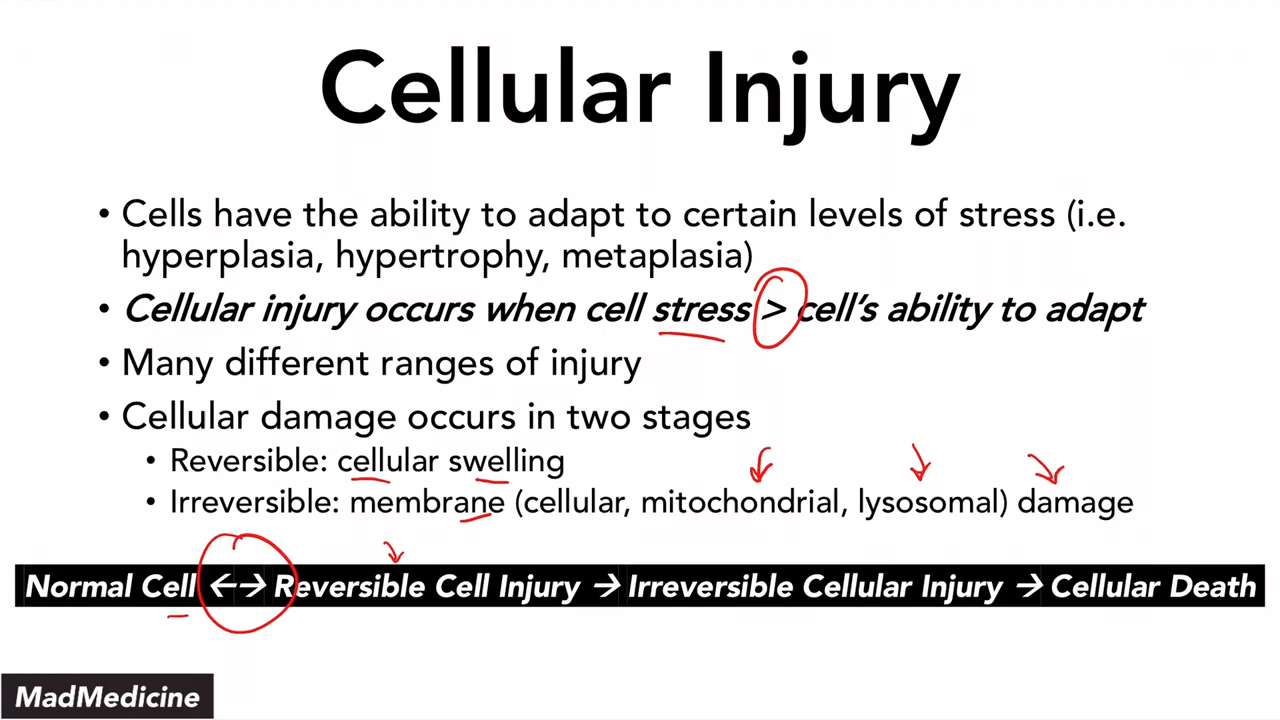 Cellular Injury
• Cells have the ability to adapt to certain levels of stress (i.e.
hyperplasia, hypertrophy, metaplasia)
• Cellular injury occurs when cell stress > cell’s ability to adapt
• Many different ranges of injury
• Cellular damage occurs in two stages
• Reversible: cellular swelling
• Irreversible: membrane (cellular, mitochondrial, lysosomal) damage
Normal Cell ←→ Reversible Cell Injury → Irreversible Cellular Injury → Cellular Death
MadMedicine